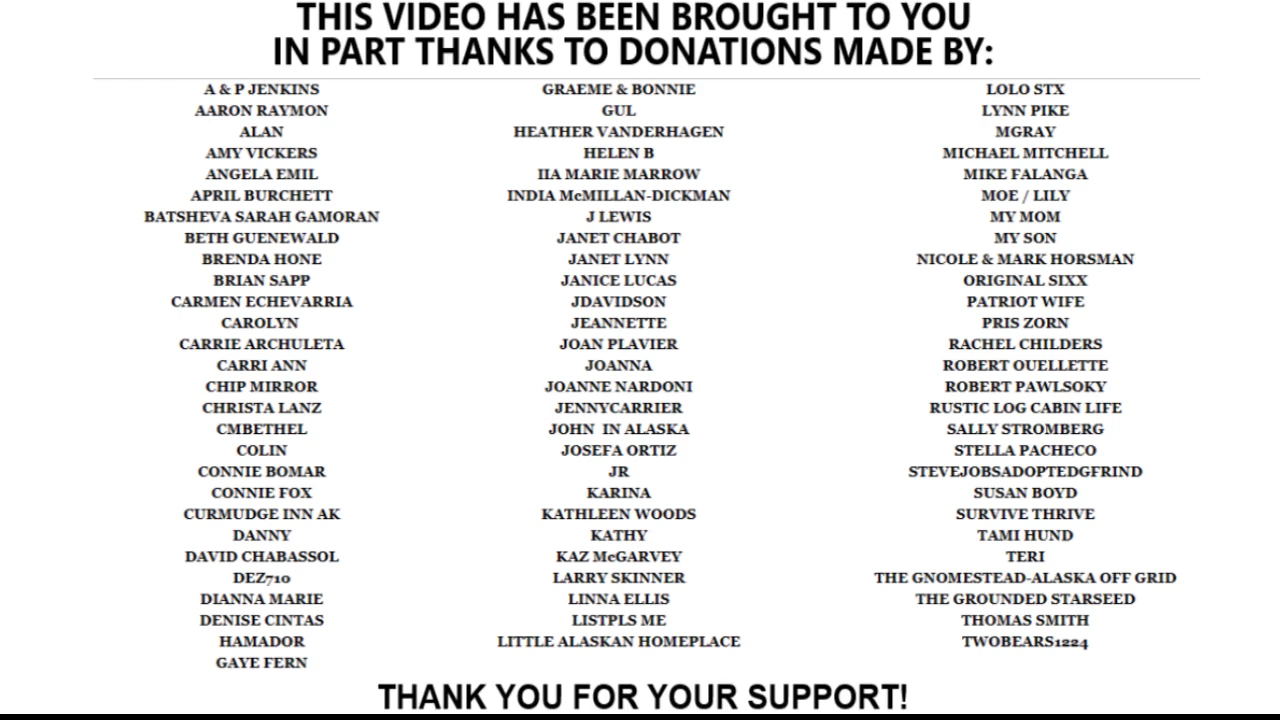 THIS VIDEO HAS BEEN BROUGHT TO YOU
IN PART THANKS TO DONATIONS MADE BY:
A & P JENKINS
AARON RAYMON
ALAN
AMY VICKERS
ANGELA EMIL
APRIL BURCHETT
BATSHEVA SARAH GAMORAN
BETH GUENEWALD
BRENDA HONE
BRIAN SAPP
CARMEN ECHEVARRIA
CAROLYN
CARRIE ARCHULETA
CARRI ANN
CHIP MIRROR
CHRISTA LANZ
CMBETHEL
COLIN
CONNIE BOMAR
CONNIE FOX
CURMUDGE INN AK
DANNY
DAVID CHABASSOL
DEZ710
DIANNA MARIE
DENISE CINTAS
HAMADOR
GAYE FERN
GRAEME & BONNIE
GUL
HEATHER VANDERHAGEN
HELEN B
IIA MARIE MARROW
INDIA McMILLAN-DICKMAN
J LEWIS
JANET CHABOT
JANET LYNN
JANICE LUCAS
JDAVIDSON
JEANNETTE
JOAN PLAVIER
JOANNA
JOANNE NARDONI
JENNYCARRIER
JOHN  IN ALASKA
JOSEFA ORTIZ
JR
KARINA
KATHLEEN WOODS
KATHY
KAZ McGARVEY
LARRY SKINNER
LINNA ELLIS
LISTPLS ME
LITTLE ALASKAN HOMEPLACE
LOLO STX
LYNN PIKE
MGRAY
MICHAEL MITCHELL
MIKE FALANGA
MOE / LILY
MY MOM
MY SON
NICOLE & MARK HORSMAN
ORIGINAL SIXX
PATRIOT WIFE
PRIS ZORN
RACHEL CHILDERS
ROBERT OUELLETTE
ROBERT PAWLSOKY
RUSTIC LOG CABIN LIFE
SALLY STROMBERG
STELLA PACHECO
STEVEJOBSADOPTEDGFRIND
SUSAN BOYD
SURVIVE THRIVE
TAMI HUND
TERI
THE GNOMESTEAD-ALASKA OFF GRID
THE GROUNDED STARSEED
THOMAS SMITH
TWOBEARS1224
THANK YOU FOR YOUR SUPPORT!